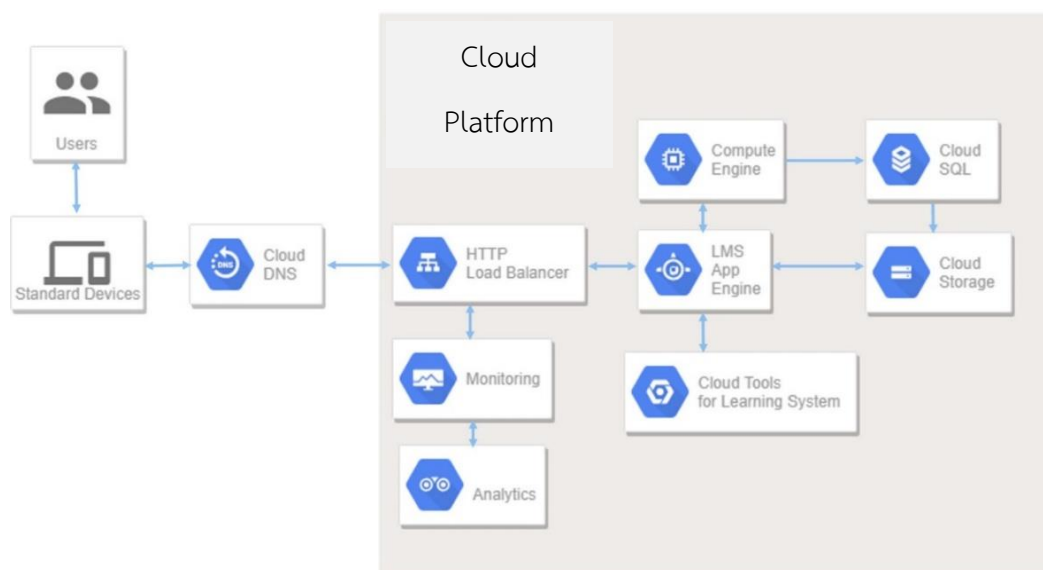 Cloud
Platform
Users
Standard Devices
Cloud
DNS
DNS
HTTP
Load Balancer
Monitoring
Analytics
Compute
Engine
LMS
App
Engine
Cloud Tools
for Learning System
Cloud
SQL
Cloud
Storage